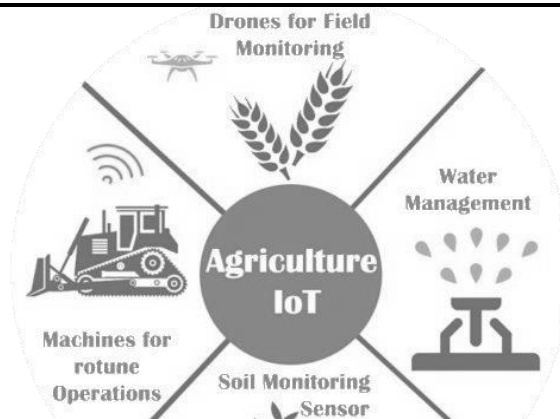 Drones for Field
Monitoring
Water
Management
Agriculture
IoT
Machines for
rotune
Operations
Soil Monitoring
Sensor